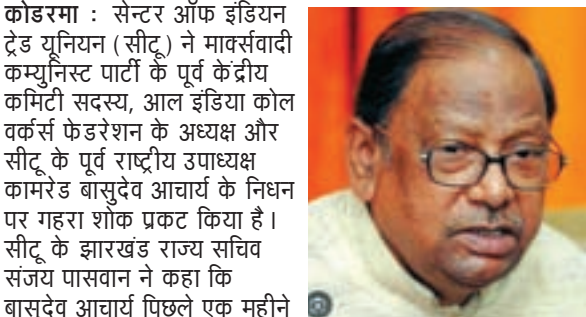 कोडरमा : सेन्टर ऑफ इंडियन
ट्रेड यूनियन (सीटू) ने मार्क्सवादी
कम्युनिस्ट पार्टी के पूर्व केंद्रीय
कमिटी सदस्य, आल इंडिया कोल
वर्कर्स फेडरेशन के अध्यक्ष और
सीटू के पूर्व राष्ट्रीय उपाध्यक्ष
कामरेड बासुदेव आचार्य के निधन
पर गहरा शोक प्रकट किया है।
सीटू के झारखंड राज्य सचिव
संजय पासवान ने कहा कि
बासुदेव आचार्य पिछले एक महीने